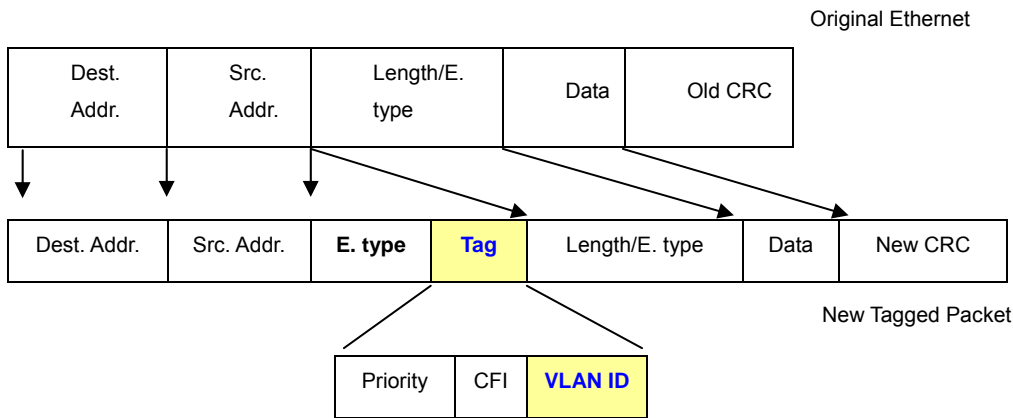 Original Ethernet
Dest. Addr.
Src. Addr.
Length/E. type
Data
Old CRC
Dest. Addr.
Src. Addr.
E. type
Tag
Length/E. type
Data
New CRC
New Tagged Packet
Priority
CFI
VLAN ID